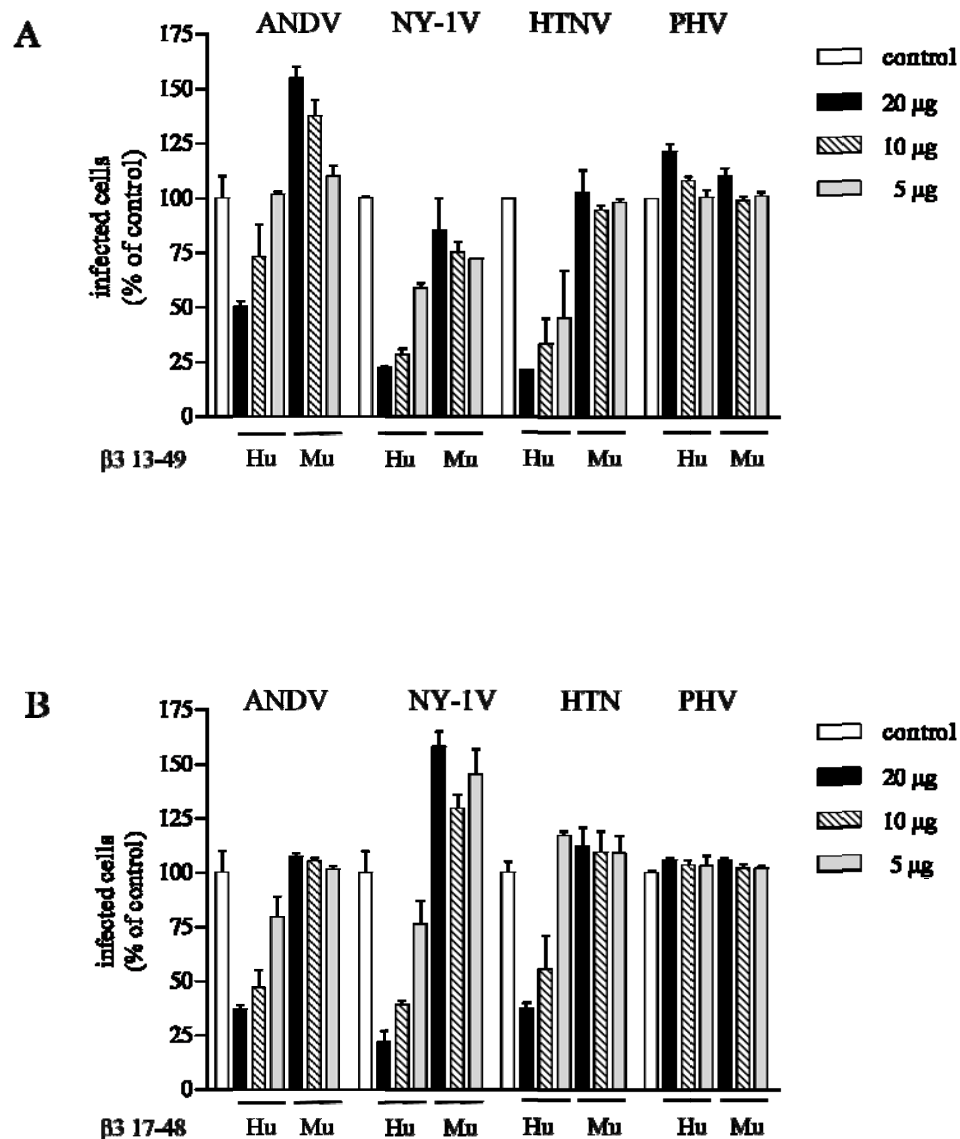 A
ANDV NY-1V HTNV PHV
175
150
125
100
75
50
25
0
infected cells
(% of control)
control
20 µg
10 µg
5 µg
β3 13-49 Hu Mu Hu Mu Hu Mu Hu Mu
B
ANDV NY-1V HTN PHV
175
150
125
100
75
50
25
0
infected cells
(% of control)
control
20 µg
10 µg
5 µg
β3 17-48 Hu Mu Hu Mu Hu Mu Hu Mu